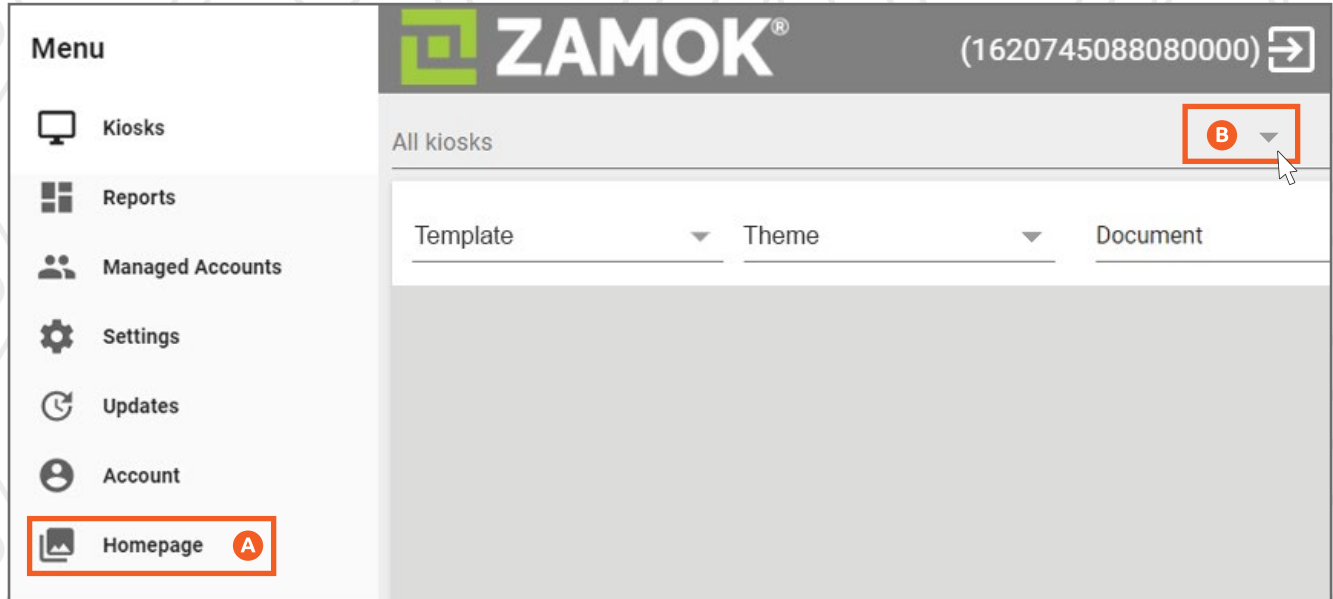 Menu
ZAMOK®
(1620745088080000)
Kiosks
All kiosks
B
Reports
Template
Theme
Document
Managed Accounts
Settings
Updates
Account
Homepage
A